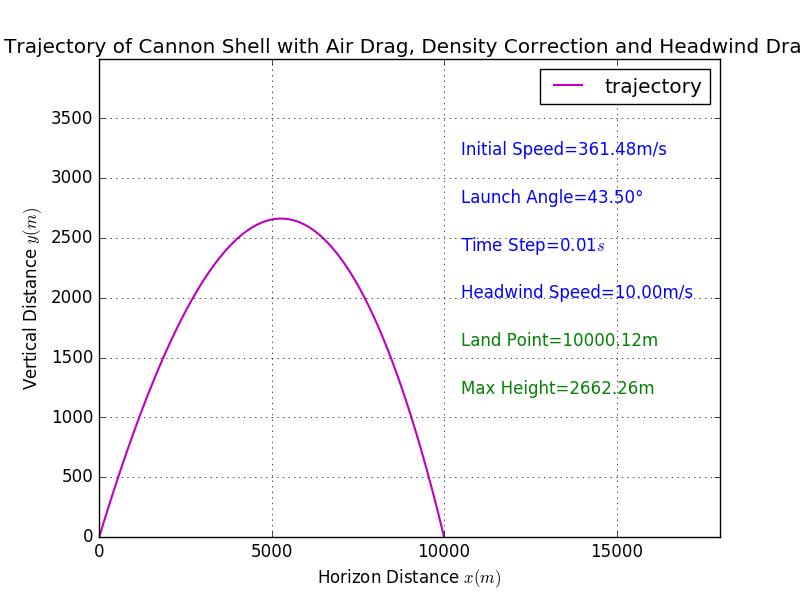 Trajectory of Cannon Shell with Air Drag, Density Correction and Headwind Dra
trajectory
3500
3000
2500
2000
1500
1000
500
0
Vertical Distance y(m)
Initial Speed=361.48m/s
Launch Angle=43.50°
Time Step=0.01s
Headwind Speed=10.00m/s
Land Point=10000.12m
Max Height=2662.26m
0 5000 10000 15000
Horizon Distance x(m)